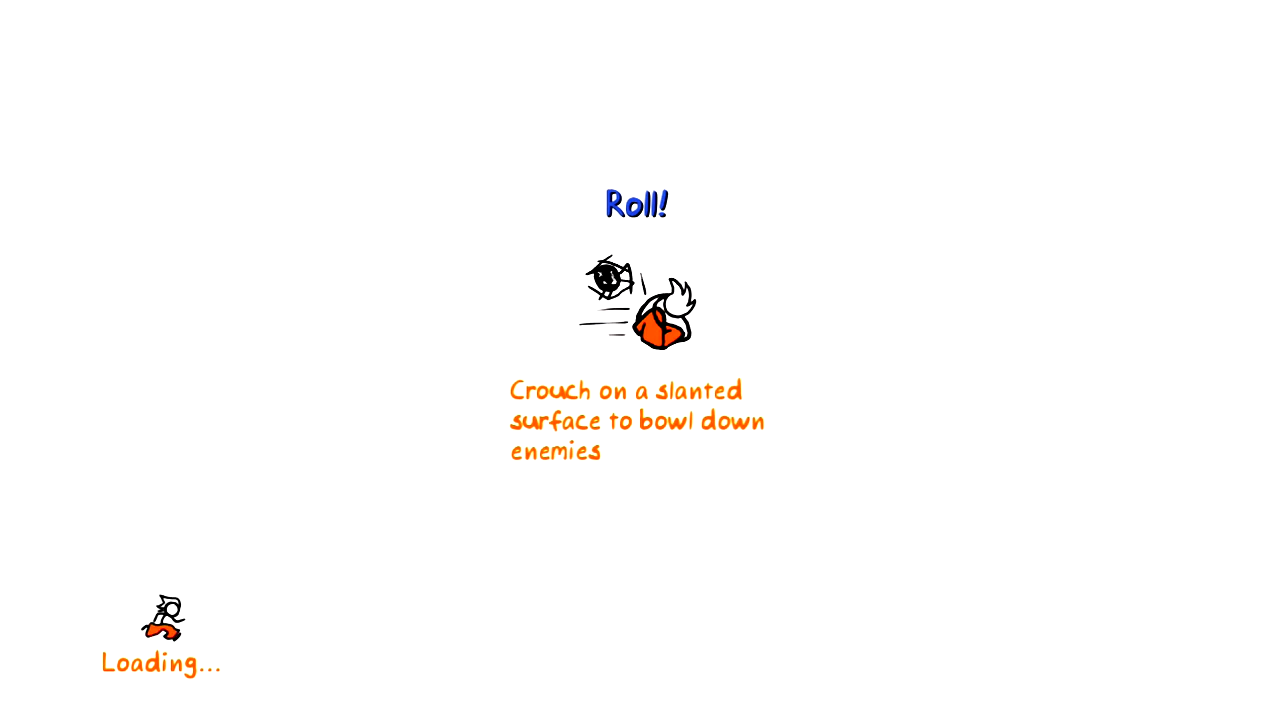 Roll!
Crouch on a slanted
surface to bowl down
enemies
Loading...